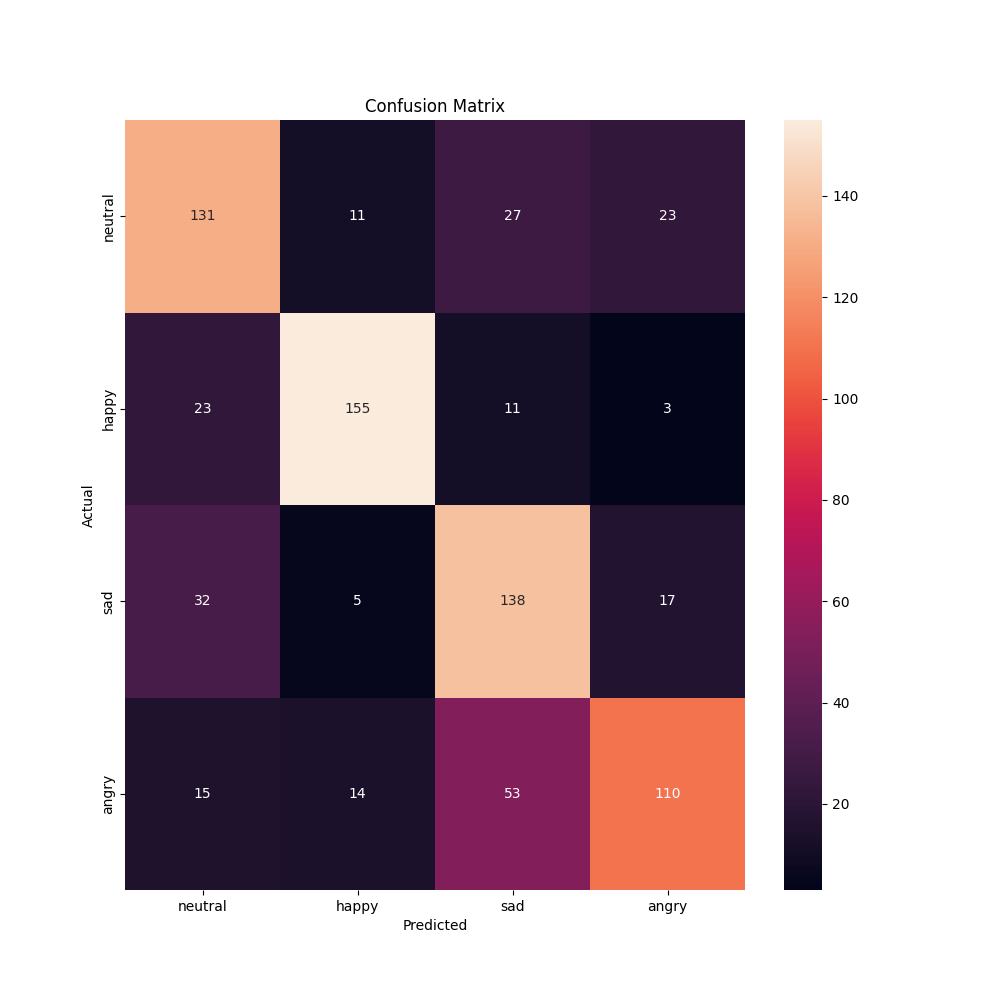 Confusion Matrix
neutral
131 11 27 23
happy
23 155 11 3
sad
32 5 138 17
angry
15 14 53 110
Actual
neutral happy sad angry
Predicted
140
120
100
80
60
40
20